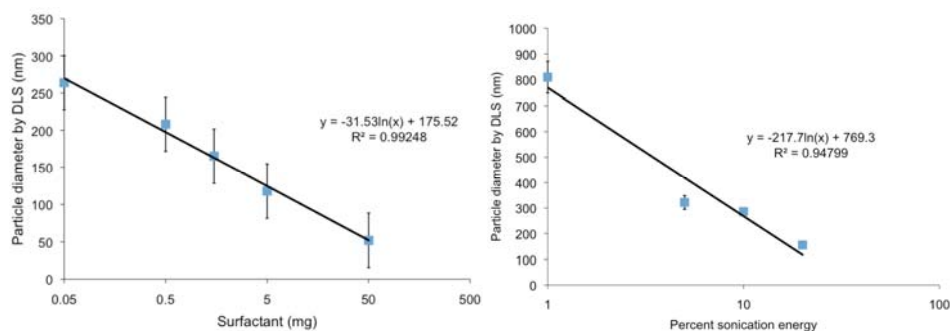 350
300
250
200
150
100
50
0
Particle diameter by DLS (nm)
y = -31.53ln(x) + 175.52
R² = 0.99248
0.05 0.5 5 50 500
Surfactant (mg)
1000
900
800
700
600
500
400
300
200
100
0
Particle diameter by DLS (nm)
y = -217.7ln(x) + 769.3
R² = 0.94799
1 10 100
Percent sonication energy